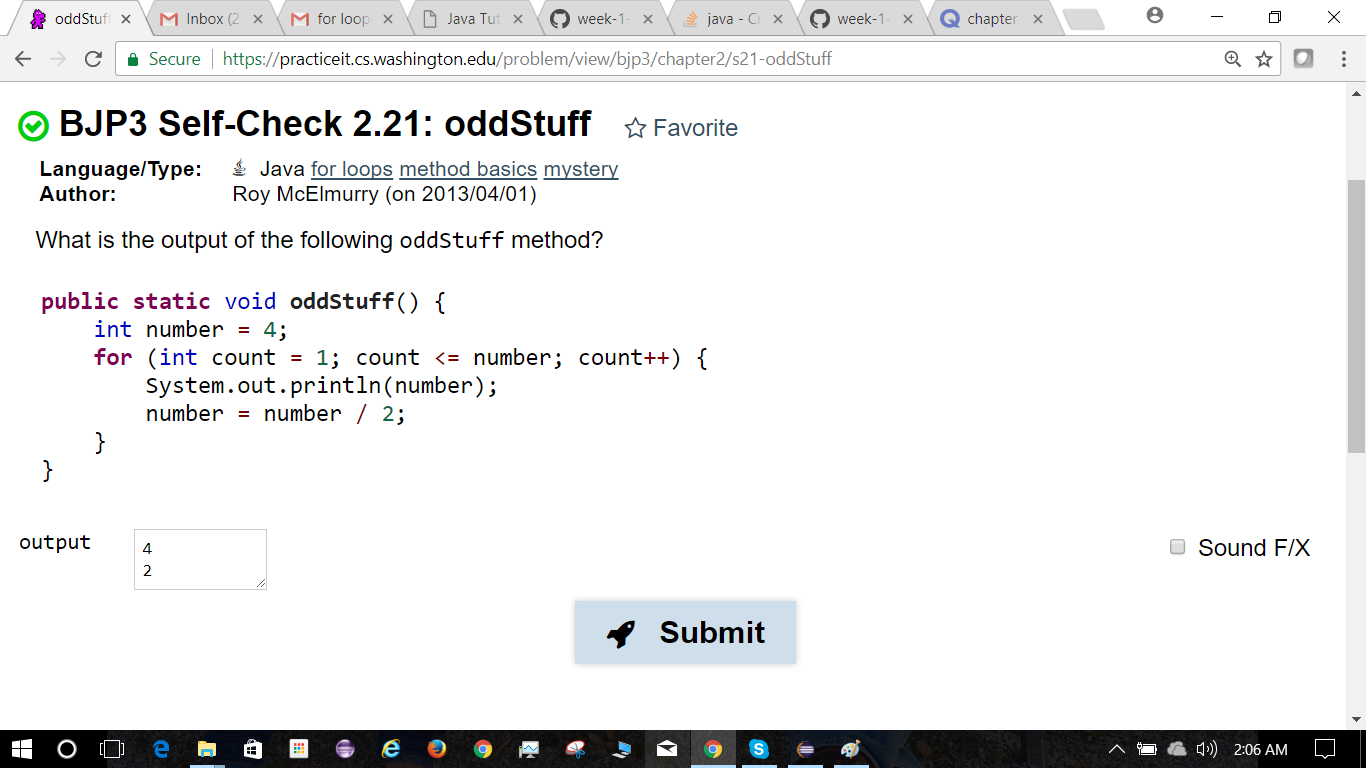 oddStuf
Inbox (2
for loop
Java Tut
week-1-
java - Cr
week-1-
chapter
Secure
https://practiceit.cs.washington.edu/problem/view/bjp3/chapter2/s21-oddStuff
BJP3 Self-Check 2.21: oddStuff
Favorite
Language/Type: Java for loops method basics mystery
Author: Roy McElmurry (on 2013/04/01)
What is the output of the following oddStuff method?
public static void oddStuff() {
int number = 4;
for (int count = 1; count <= number; count++) {
System.out.println(number);
number = number / 2;
}
}
output
4
2
Sound F/X
Submit
2:06 AM